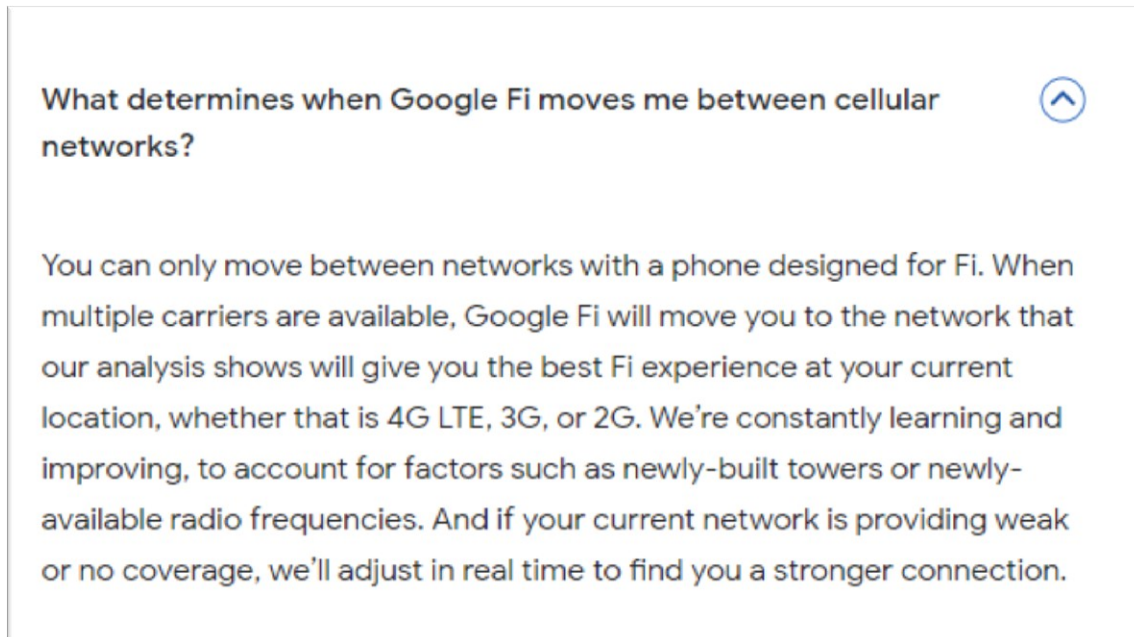 What determines when Google Fi moves me between cellular
networks?
You can only move between networks with a phone designed for Fi. When
multiple carriers are available, Google Fi will move you to the network that
our analysis shows will give you the best Fi experience at your current
location, whether that is 4G LTE, 3G, or 2G. We’re constantly learning and
improving, to account for factors such as newly-built towers or newly-
available radio frequencies. And if your current network is providing weak
or no coverage, we’ll adjust in real time to find you a stronger connection.